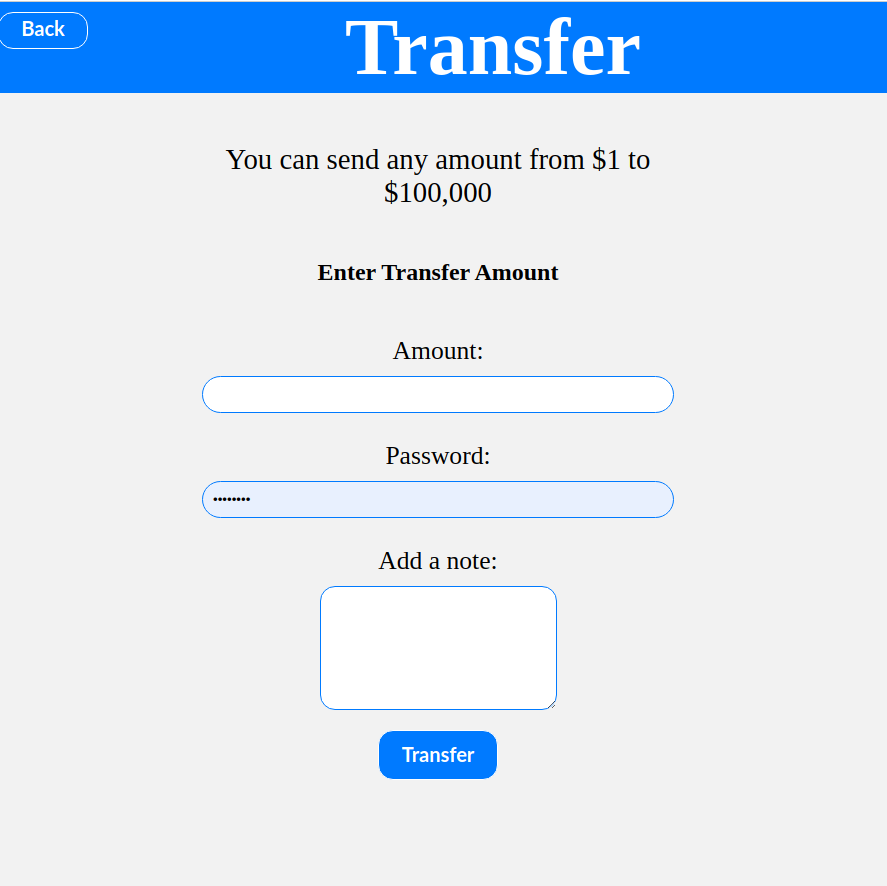 Back
Transfer
You can send any amount from $1 to
$100,000
Enter Transfer Amount
Amount:
Password:
••••••••
Add a note:
Transfer